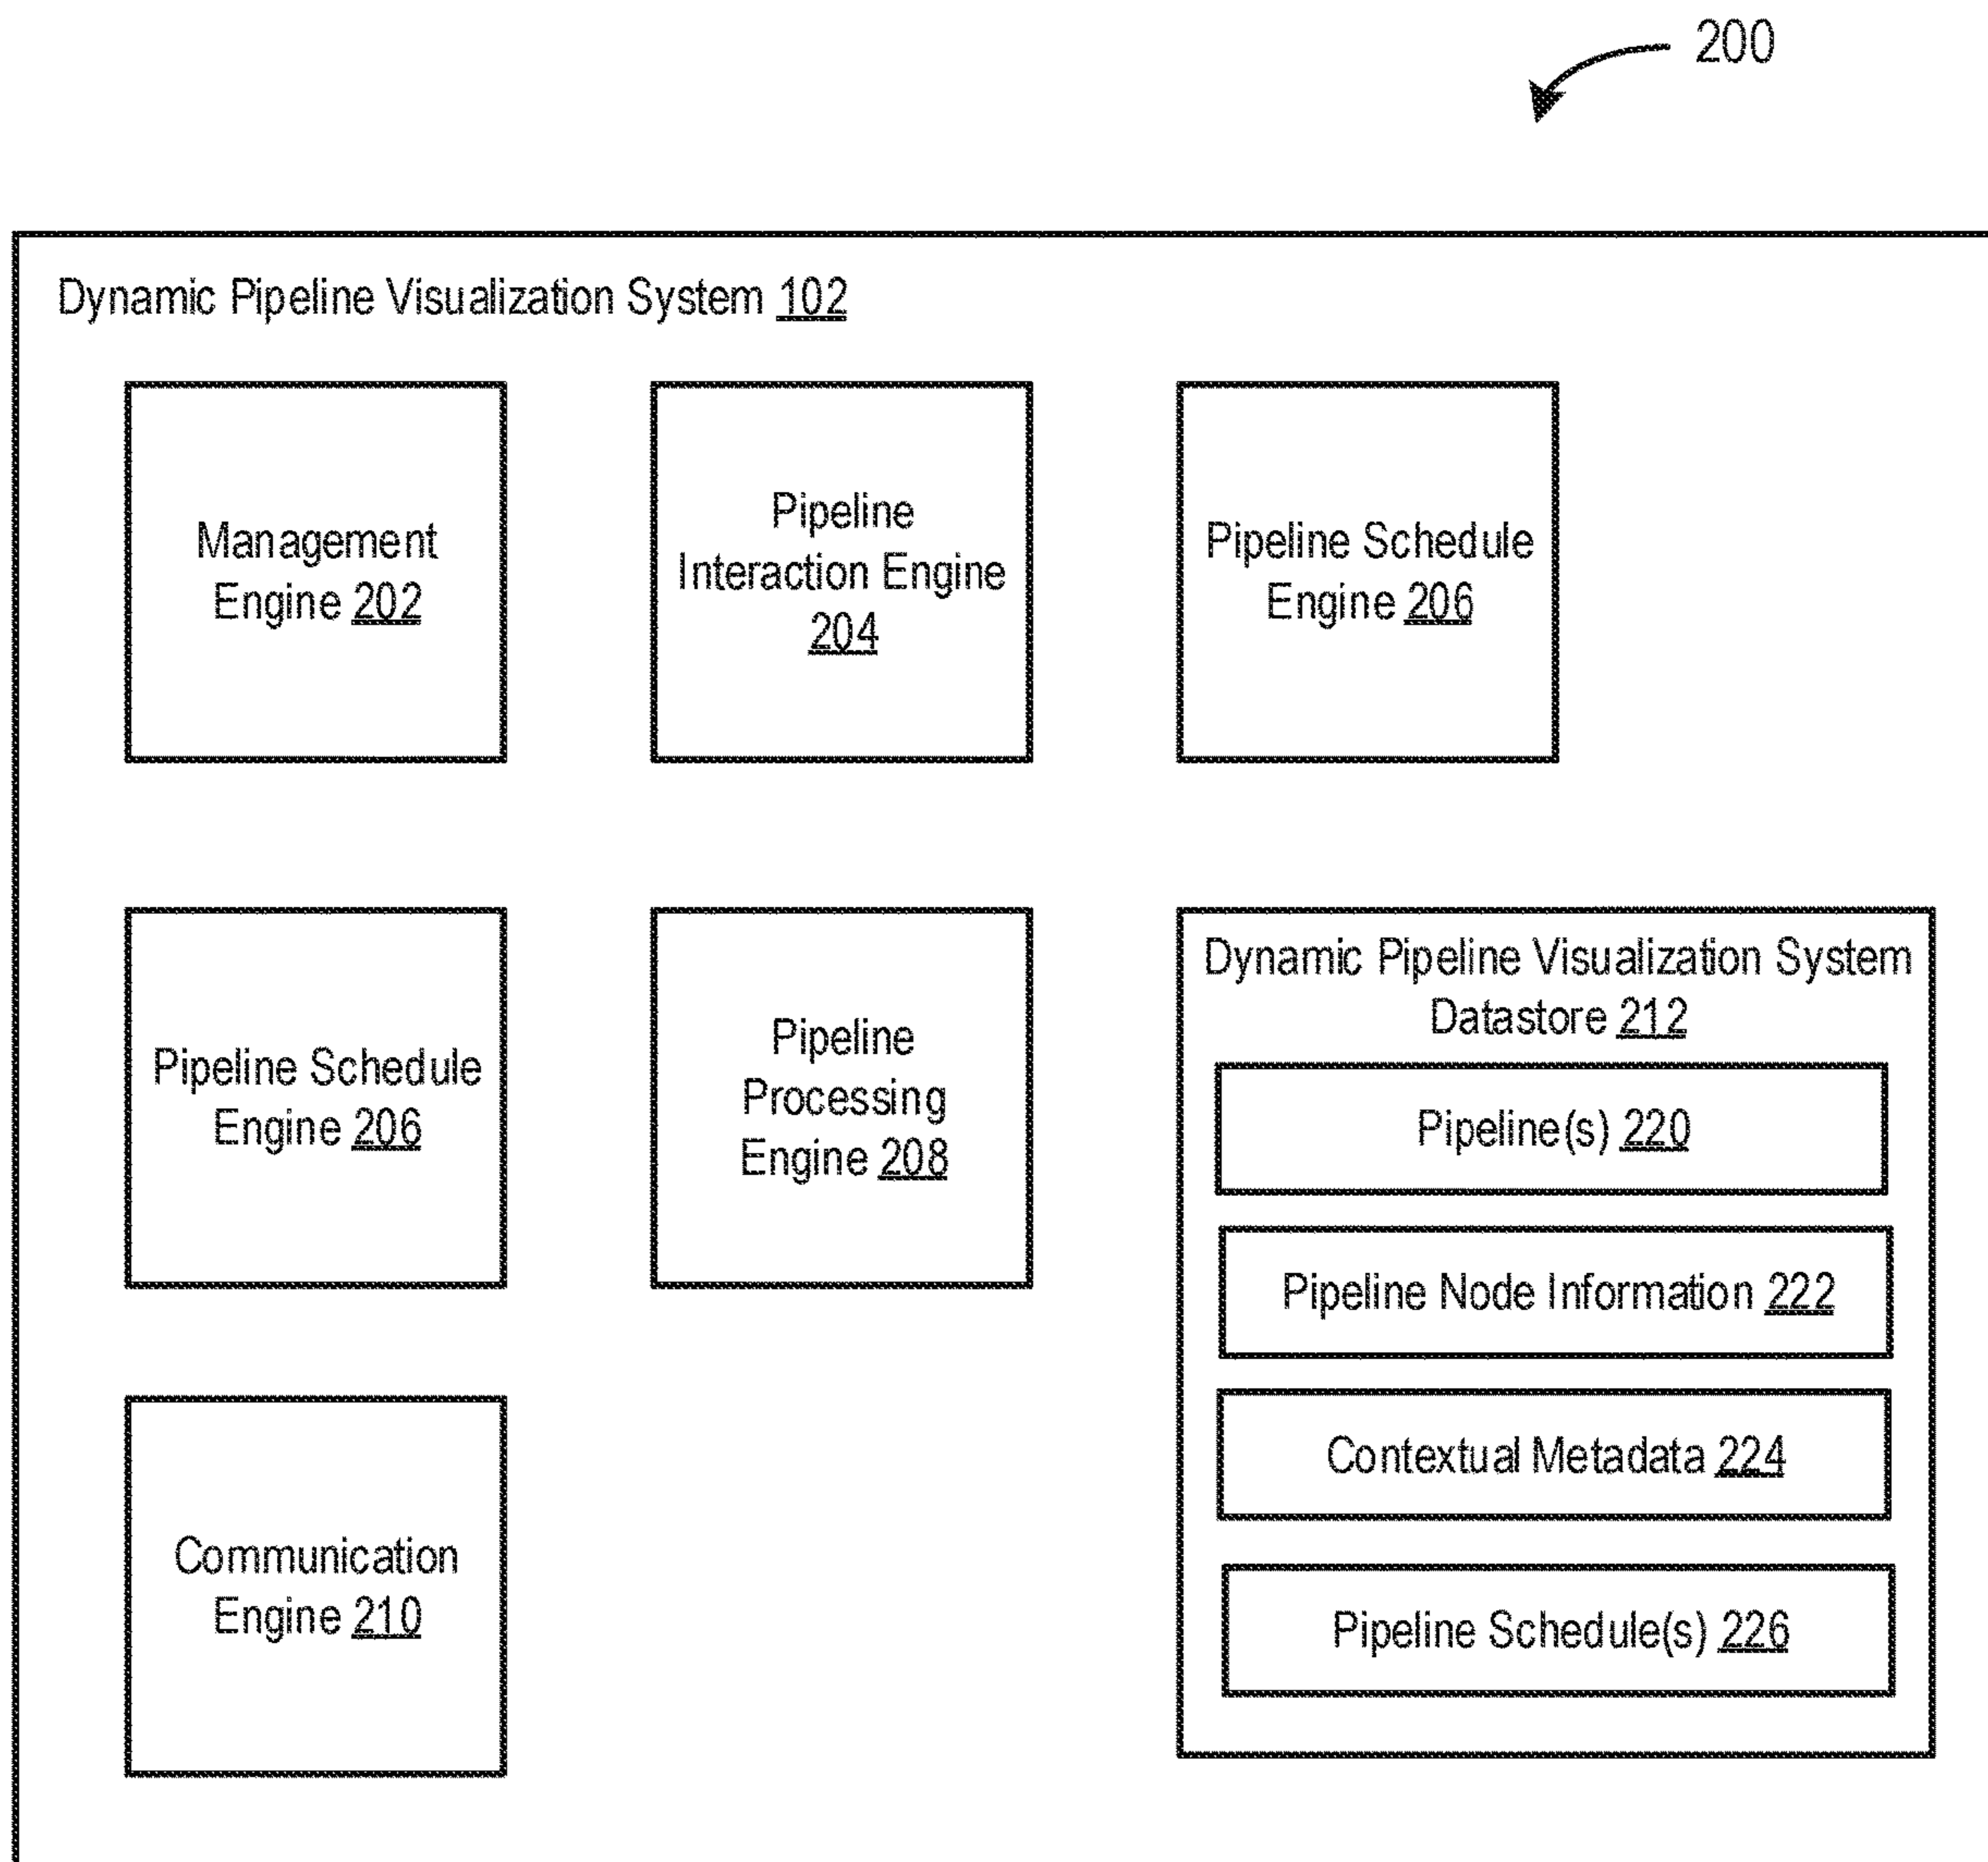 200
Dynamic Pipeline Visualization System 102
Management
Engine 202
Pipeline
Interaction Engine
204
Pipeline Schedule
Engine 206
Pipeline Schedule
Engine 206
Pipeline
Processing
Engine 208
Dynamic Pipeline Visualization System
Datastore 212
Pipeline(s) 220
Pipeline Node Information 222
Contextual Metadata 224
Pipeline Schedule(s) 226
Communication
Engine 210